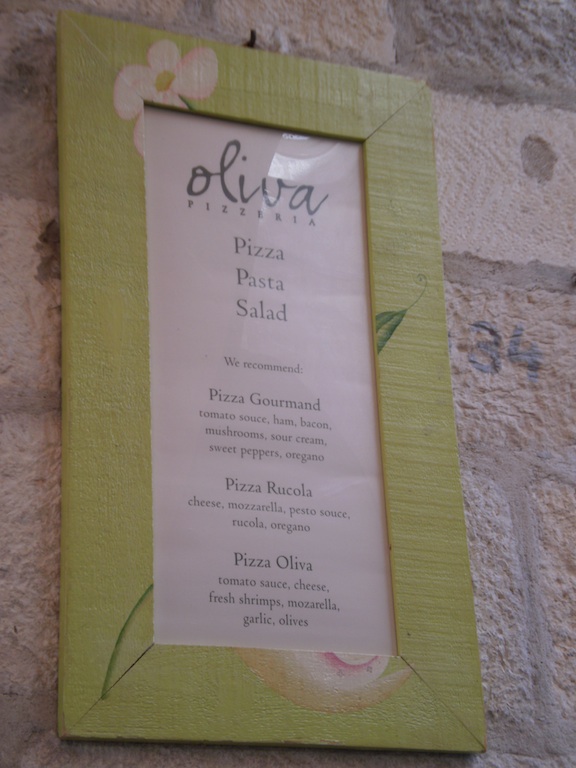 oliva
PIZZERIA
Pizza
Pasta
Salad
We recommend:
Pizza Gourmand
tomato souce, ham, bacon,
mushrooms, sour cream,
sweet peppers, oregano
Pizza Rucola
cheese, mozzarella, pesto souce,
rucola, oregano
Pizza Oliva
tomato sauce, cheese,
fresh shrimps, mozarella,
garlic, olives
34